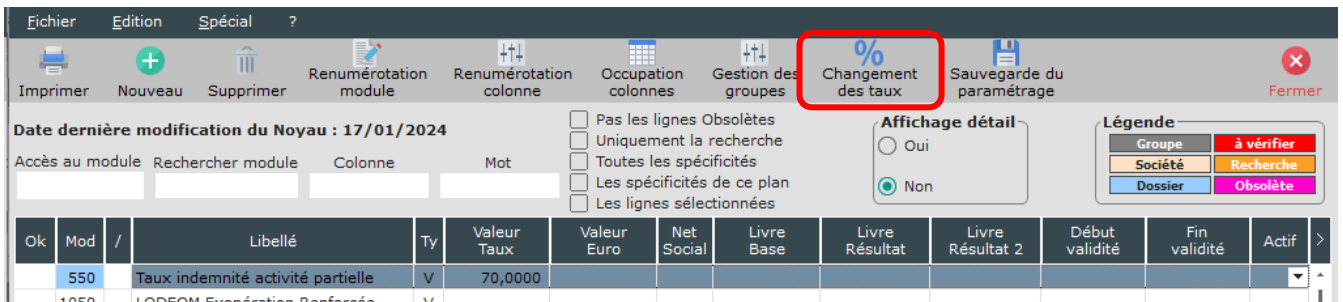 Fichier Edition Spécial ?
Imprimer Nouveau Supprimer Renumérotation module Renumérotation colonne Occupation colonnes Gestion des groupes % Changement des taux Sauvegarde du paramétrage Fermer
Date dernière modification du Noyau : 17/01/2024
Accès au module Rechercher module Colonne Mot
Pas les lignes Obsolètes
Uniquement la recherche
Toutes les spécificités
Les spécificités de ce plan
Les lignes sélectionnées
Affichage détail
Oui
Non
Légende
Groupe à vérifier
Société Recherche
Dossier Obsolète
Ok Mod / Libellé Ty Valeur Taux Valeur Euro Net Social Livre Base Livre Résultat Livre Résultat 2 Début validité Fin validité Actif >
550 Taux indemnité activité partielle V 70,0000
1050 LODEOM Exonération Renforcée V